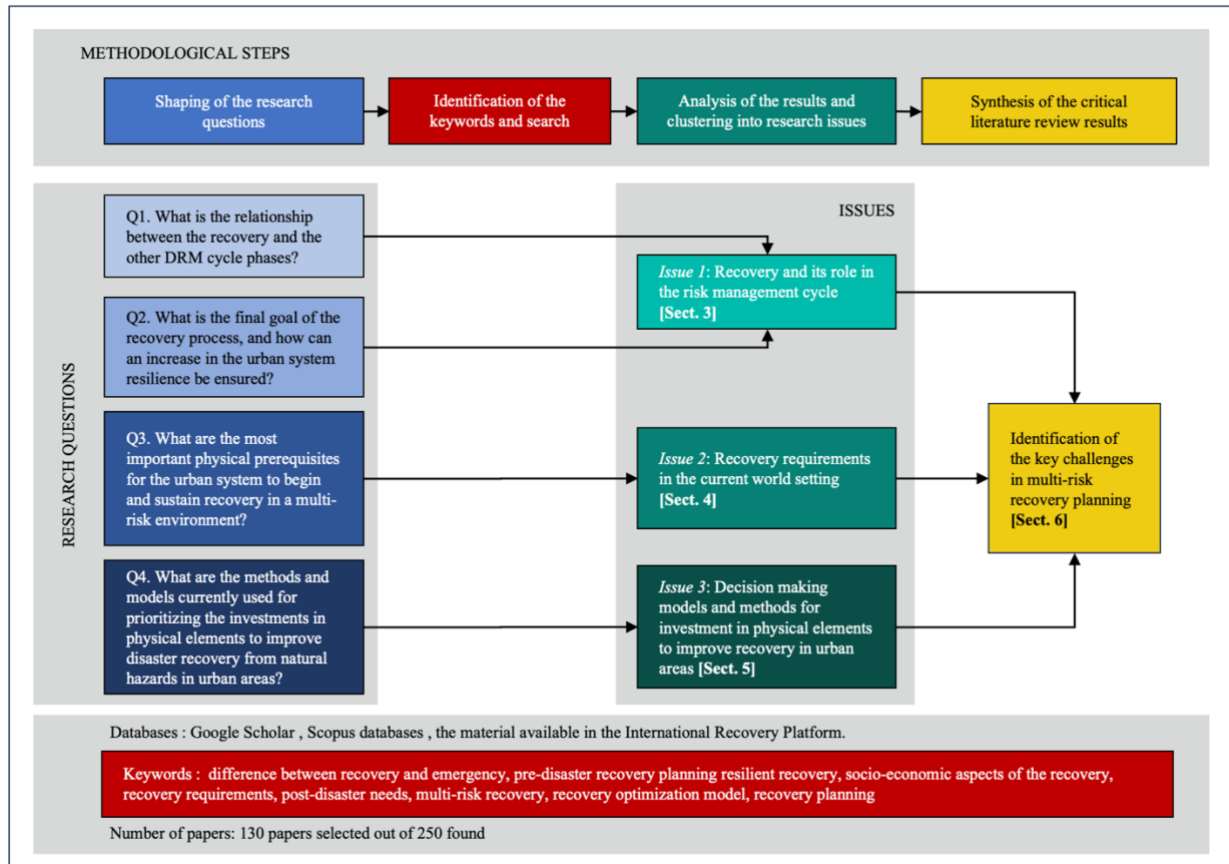 METHODOLOGICAL STEPS
Shaping of the research
questions
Identification of the
keywords and search
Analysis of the results and
clustering into research issues
Synthesis of the critical
literature review results
RESEARCH QUESTIONS
Q1. What is the relationship
between the recovery and the
other DRM cycle phases?
Q2. What is the final goal of the
recovery process, and how can
an increase in the urban system
resilience be ensured?
Q3. What are the most
important physical prerequisites
for the urban system to begin
and sustain recovery in a multi-
risk environment?
Q4. What are the methods and
models currently used for
prioritizing the investments in
physical elements to improve
disaster recovery from natural
hazards in urban areas?
ISSUES
Issue 1: Recovery and its role in
the risk management cycle
[Sect. 3]
Issue 2: Recovery requirements
in the current world setting
[Sect. 4]
Issue 3: Decision making
models and methods for
investment in physical elements
to improve recovery in urban
areas [Sect. 5]
Identification of
the key challenges
in multi-risk
recovery planning
[Sect. 6]
Databases : Google Scholar , Scopus databases , the material available in the International Recovery Platform.
Keywords : difference between recovery and emergency, pre-disaster recovery planning resilient recovery, socio-economic aspects of the recovery,
recovery requirements, post-disaster needs, multi-risk recovery, recovery optimization model, recovery planning
Number of papers: 130 papers selected out of 250 found